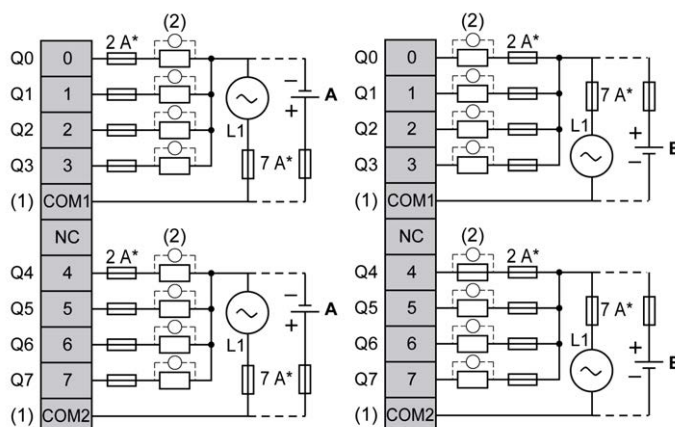 (2)
Q0 0 2 A*
Q1 1
Q2 2
Q3 3
(1) COM1
NC
L1
7 A*
−
+
A
(2)
Q4 4 2 A*
Q5 5
Q6 6
Q7 7
(1) COM2
L1
7 A*
−
+
A
(2)
Q0 0 2 A*
Q1 1
Q2 2
Q3 3
(1) COM1
NC
7 A*
L1
+
−
B
(2)
Q4 4 2 A*
Q5 5
Q6 6
Q7 7
(1) COM2
7 A*
L1
+
−
B